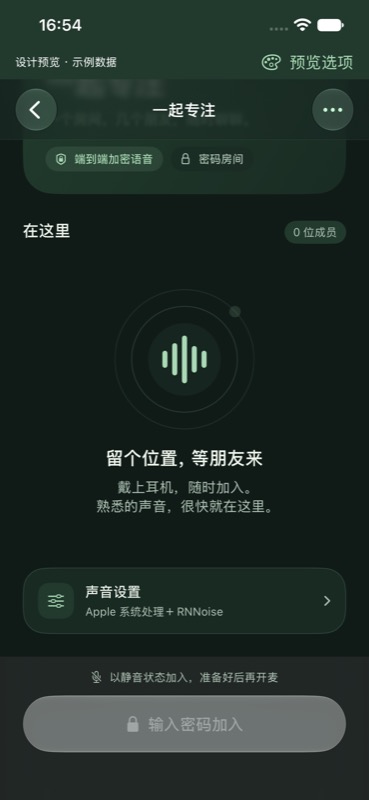 16:54
设计预览 · 示例数据
预览选项
一起专注
端到端加密语音
密码房间
在这里
0 位成员
留个位置，等朋友来
戴上耳机，随时加入。
熟悉的声音，很快就在这里。
声音设置
Apple 系统处理 + RNNoise
以静音状态加入，准备好后再开麦
输入密码加入